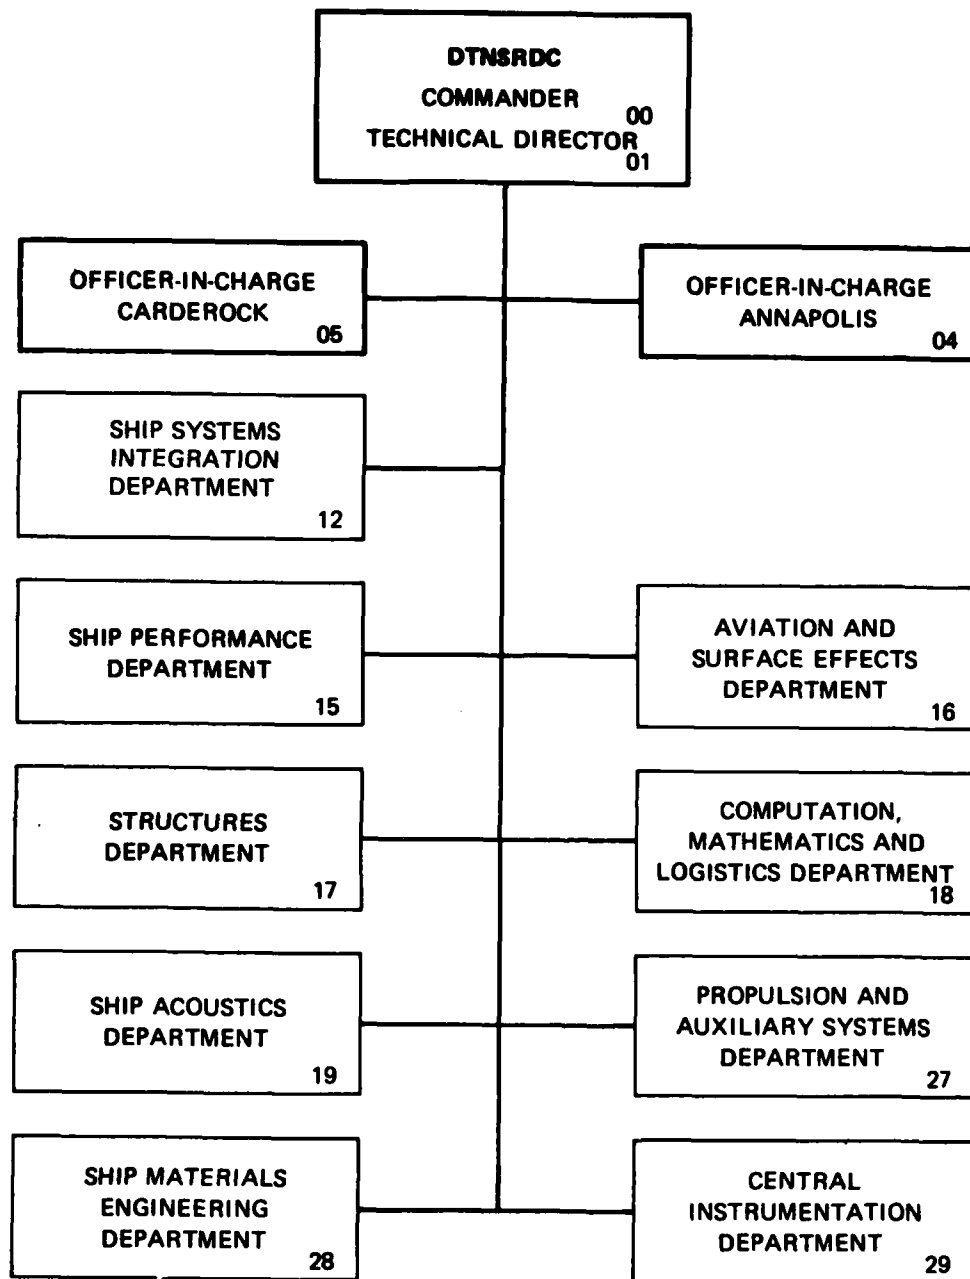 DTNSRDC
COMMANDER
00
TECHNICAL DIRECTOR
01
OFFICER-IN-CHARGE
CARDEROCK
05
OFFICER-IN-CHARGE
ANNAPOLIS
04
SHIP SYSTEMS
INTEGRATION
DEPARTMENT
12
SHIP PERFORMANCE
DEPARTMENT
15
AVIATION AND
SURFACE EFFECTS
DEPARTMENT
16
STRUCTURES
DEPARTMENT
17
COMPUTATION,
MATHEMATICS AND
LOGISTICS DEPARTMENT
18
SHIP ACOUSTICS
DEPARTMENT
19
PROPULSION AND
AUXILIARY SYSTEMS
DEPARTMENT
27
SHIP MATERIALS
ENGINEERING
DEPARTMENT
28
CENTRAL
INSTRUMENTATION
DEPARTMENT
29